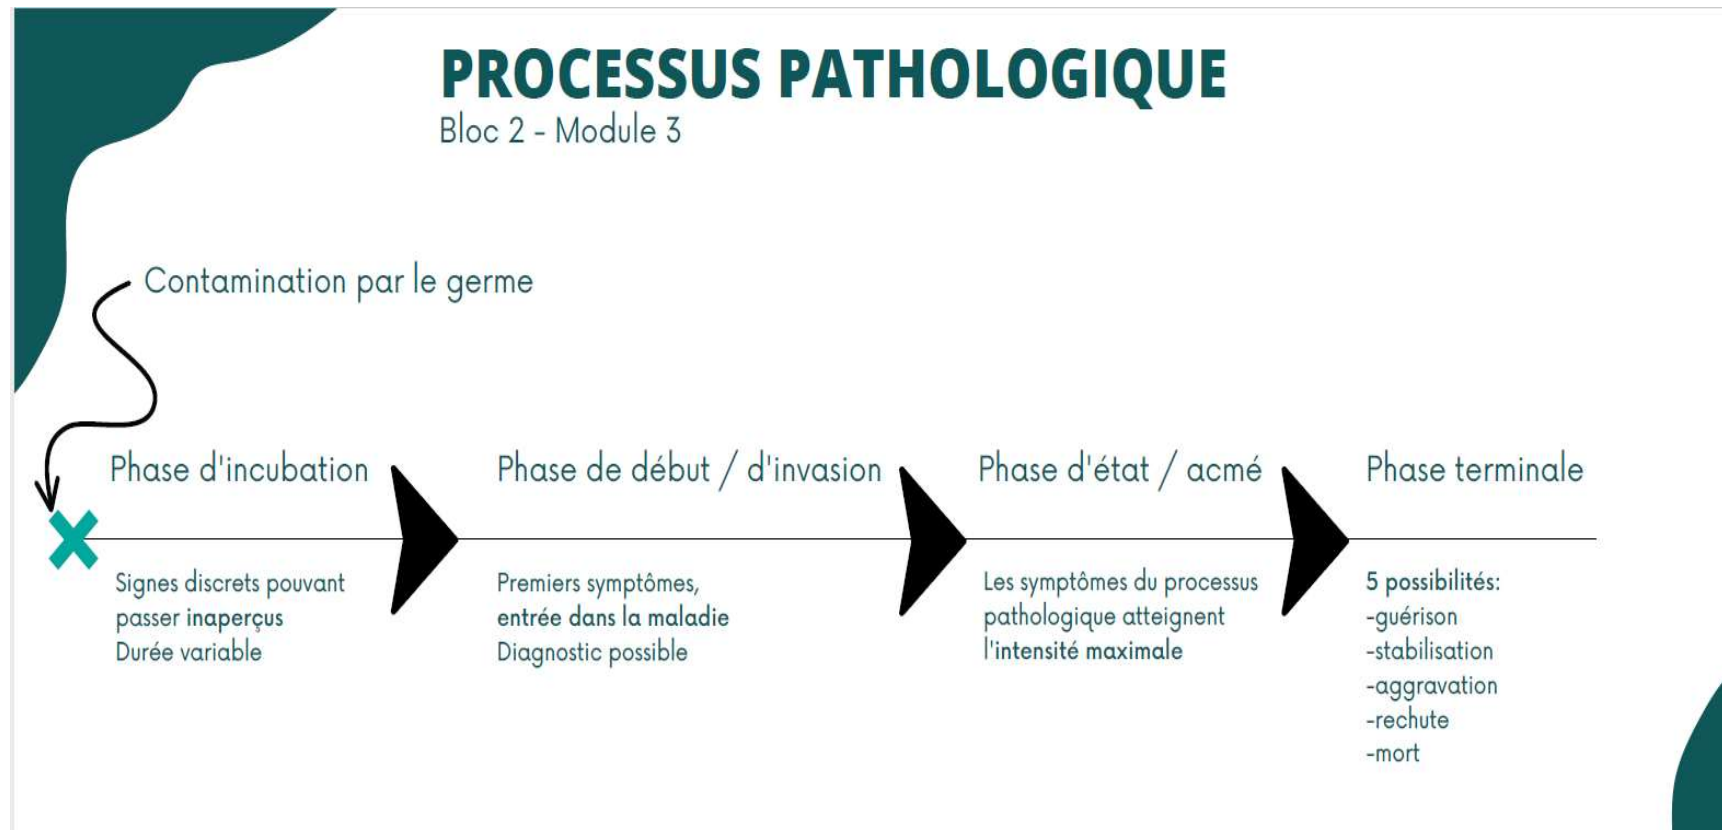 PROCESSUS PATHOLOGIQUE
Bloc 2 - Module 3
Contamination par le germe
Phase d'incubation
Signes discrets pouvant
passer inaperçus
Durée variable
Phase de début / d'invasion
Premiers symptômes,
entrée dans la maladie
Diagnostic possible
Phase d'état / acmé
Les symptômes du processus
pathologique atteignent
l'intensité maximale
Phase terminale
5 possibilités:
-guérison
-stabilisation
-aggravation
-rechute
-mort